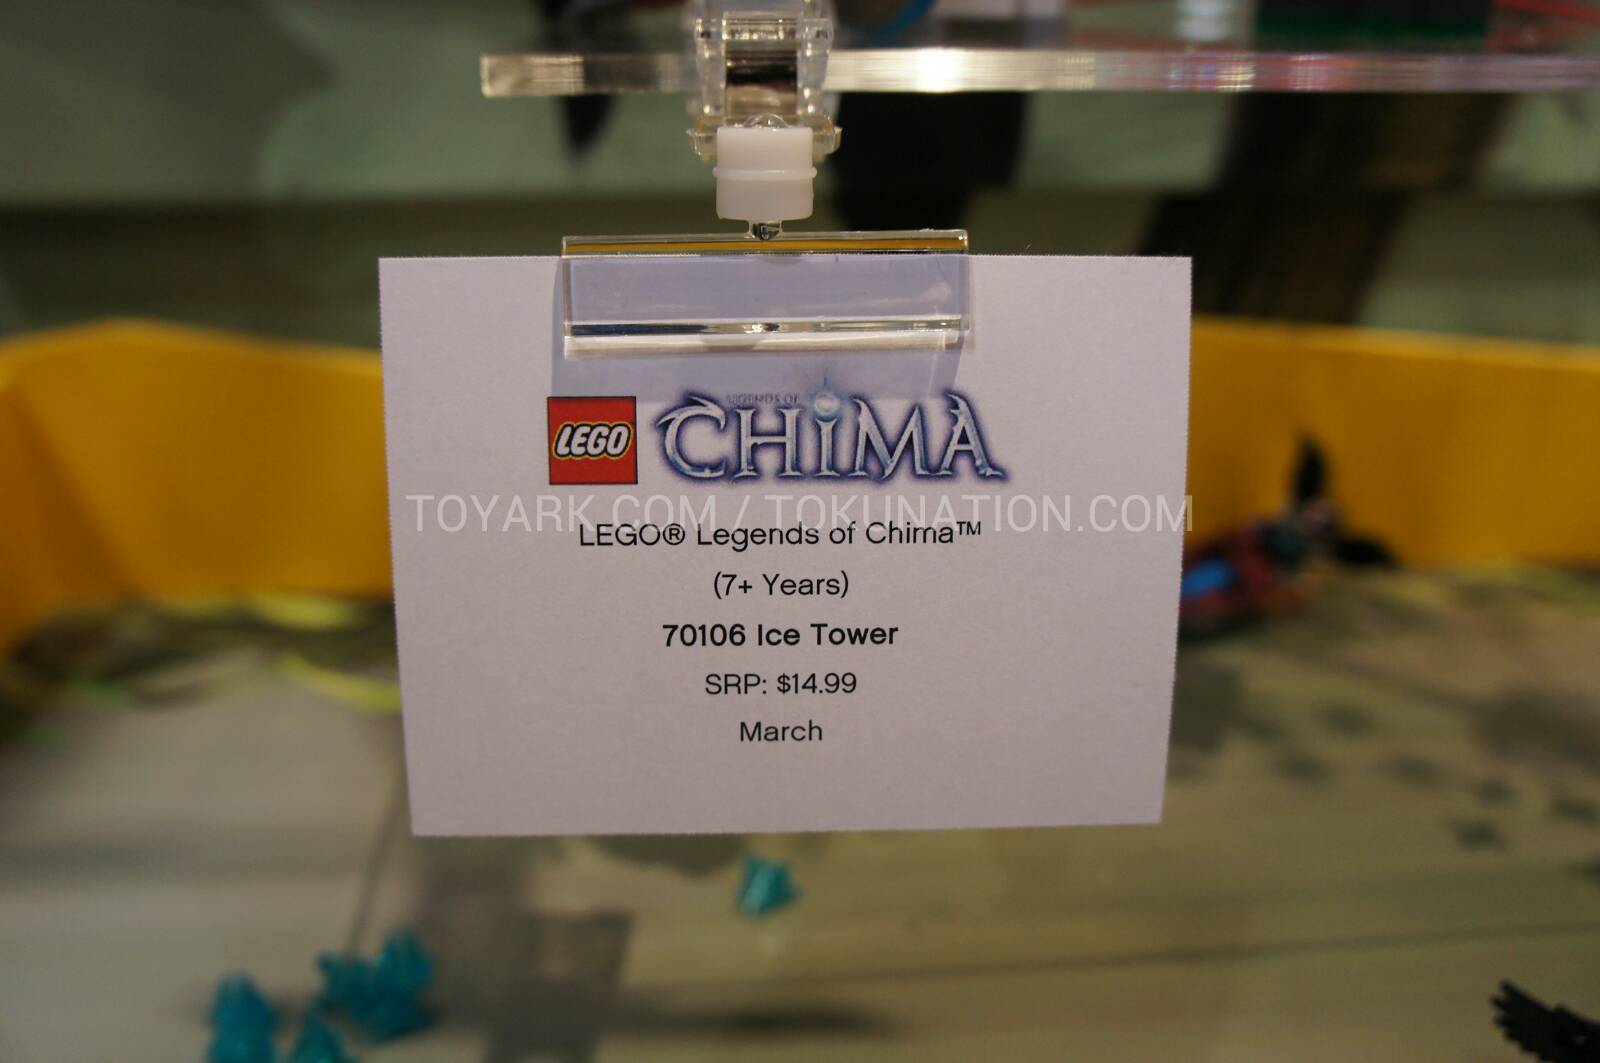 LEGO
LEGENDS OF
CHIMA
TOYARK.COM / TOKUNATION.COM
LEGO® Legends of Chima™
(7+ Years)
70106 Ice Tower
SRP: $14.99
March